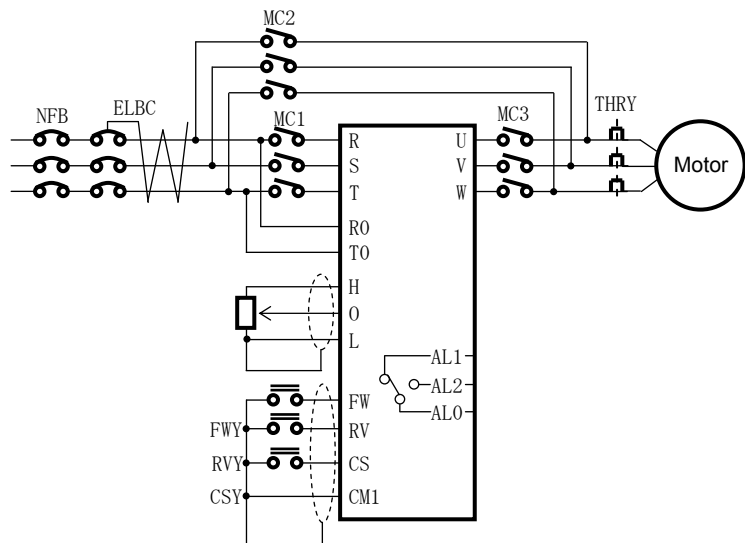 MC2
NFB
ELBC
MC1
MC3
THRY
R
U
S
V
T
W
Motor
R0
T0
H
O
L
AL1
AL2
AL0
FW
FWY
RV
RVY
CS
CSY
CM1